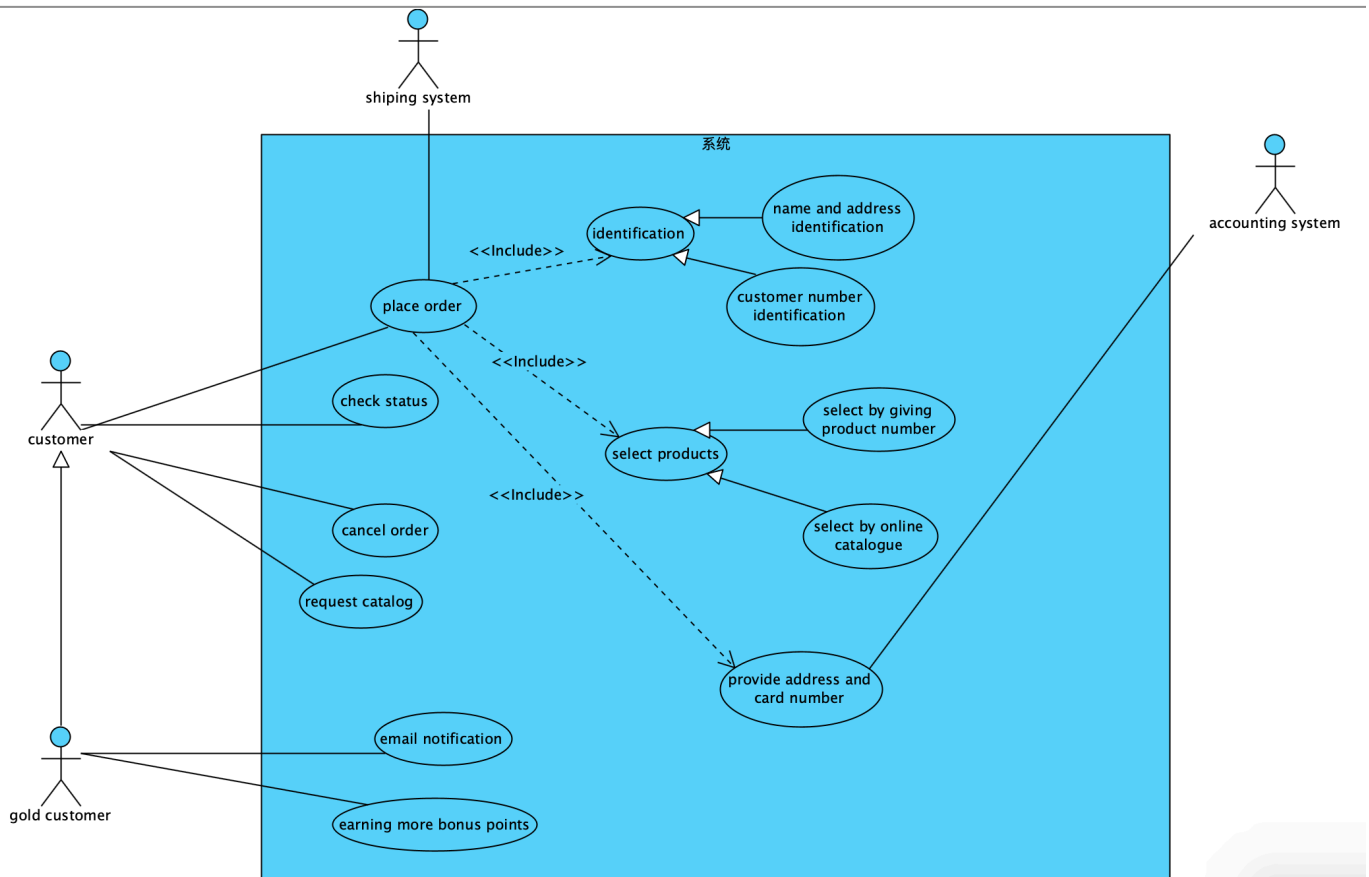 shiping system
系统
accounting system
name and address
identification
identification
<<Include>>
customer number
identification
place order
<<Include>>
check status
select by giving
product number
customer
select products
<<Include>>
cancel order
select by online
catalogue
request catalog
provide address and
card number
email notification
gold customer
earning more bonus points